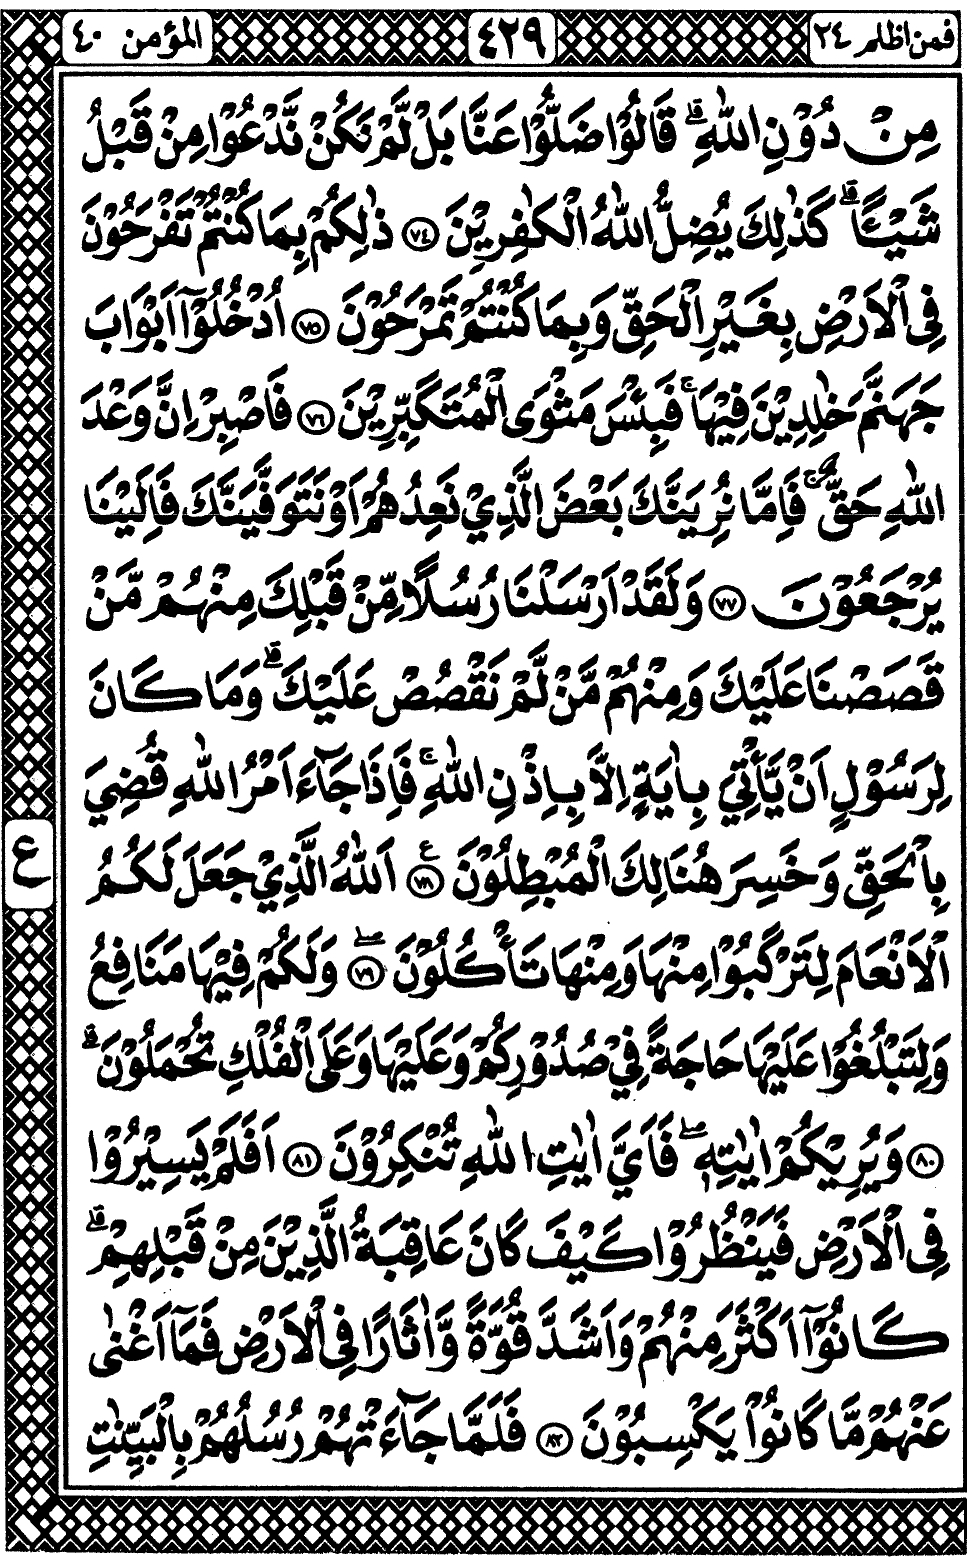 فمن اظلم ٢٤
٤٢٩
المؤمن ٤٠
مِنْ دُوْنِ اللّٰهِ ؕ قَالُوْا ضَلُّوْا عَنَّا بَلْ لَّمْ نَكُنْ نَّدْعُوْا مِنْ قَبْلُ
شَيْـًٔا ؕ كَذٰلِكَ يُضِلُّ اللّٰهُ الْكٰفِرِيْنَ ﴿٧٤﴾ ذٰلِكُمْ بِمَا كُنْتُمْ تَفْرَحُوْنَ
فِى الْاَرْضِ بِغَيْرِ الْحَقِّ وَبِمَا كُنْتُمْ تَمْرَحُوْنَ ﴿٧٥﴾ اُدْخُلُوْۤا اَبْوَابَ
جَهَنَّمَ خٰلِدِيْنَ فِيْهَا ۚ فَبِئْسَ مَثْوَى الْمُتَكَبِّرِيْنَ ﴿٧٦﴾ فَاصْبِرْ اِنَّ وَعْدَ
اللّٰهِ حَقٌّ ۚ فَاِمَّا نُرِيَنَّكَ بَعْضَ الَّذِيْ نَعِدُهُمْ اَوْ نَتَوَفَّيَنَّكَ فَاِلَيْنَا
يُرْجَعُوْنَ ﴿٧٧﴾ وَلَقَدْ اَرْسَلْنَا رُسُلًا مِّنْ قَبْلِكَ مِنْهُمْ مَّنْ
قَصَصْنَا عَلَيْكَ وَمِنْهُمْ مَّنْ لَّمْ نَقْصُصْ عَلَيْكَ ؕ وَمَا كَانَ
لِرَسُوْلٍ اَنْ يَّأْتِيَ بِاٰيَةٍ اِلَّا بِاِذْنِ اللّٰهِ ۚ فَاِذَا جَآءَ اَمْرُ اللّٰهِ قُضِيَ
بِالْحَقِّ وَخَسِرَ هُنَالِكَ الْمُبْطِلُوْنَ ﴿٧٨﴾ ع اَللّٰهُ الَّذِيْ جَعَلَ لَكُمُ
ع
الْاَنْعَامَ لِتَرْكَبُوْا مِنْهَا وَمِنْهَا تَأْكُلُوْنَ ﴿٧٩﴾ۖ وَلَكُمْ فِيْهَا مَنَافِعُ
وَلِتَبْلُغُوْا عَلَيْهَا حَاجَةً فِيْ صُدُوْرِكُمْ وَعَلَيْهَا وَعَلَى الْفُلْكِ تُحْمَلُوْنَ ؕ
﴿٨٠﴾ وَيُرِيْكُمْ اٰيٰتِهٖ ۖ فَاَيَّ اٰيٰتِ اللّٰهِ تُنْكِرُوْنَ ﴿٨١﴾ اَفَلَمْ يَسِيْرُوْا
فِى الْاَرْضِ فَيَنْظُرُوْا كَيْفَ كَانَ عَاقِبَةُ الَّذِيْنَ مِنْ قَبْلِهِمْ ؕ
كَانُوْۤا اَكْثَرَ مِنْهُمْ وَاَشَدَّ قُوَّةً وَّاٰثَارًا فِى الْاَرْضِ فَمَآ اَغْنٰى
عَنْهُمْ مَّا كَانُوْا يَكْسِبُوْنَ ﴿٨٢﴾ فَلَمَّا جَآءَتْهُمْ رُسُلُهُمْ بِالْبَيِّنٰتِ